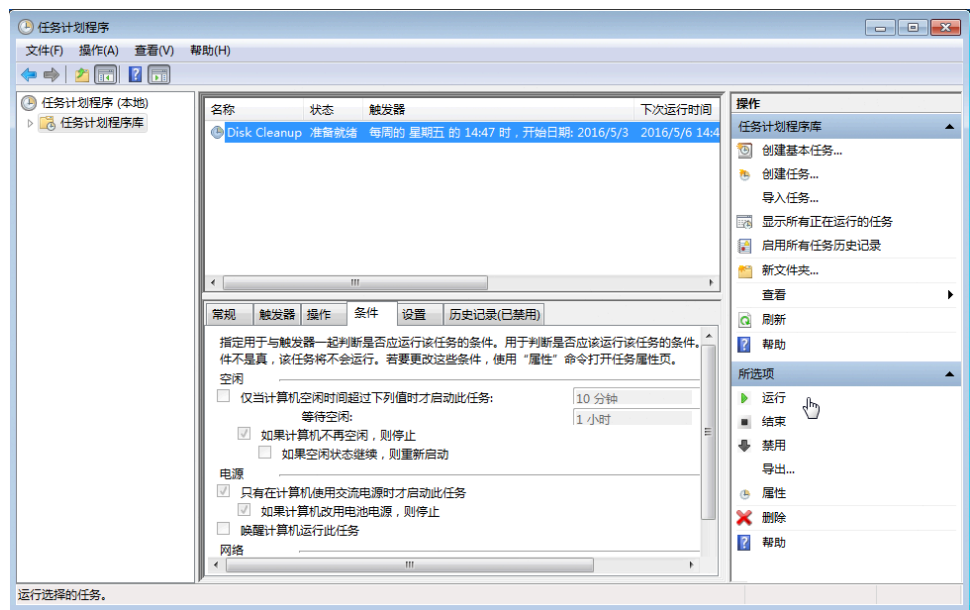 任务计划程序
文件(F) 操作(A) 查看(V) 帮助(H)
任务计划程序 (本地)
任务计划程序库
名称 状态 触发器 下次运行时间
Disk Cleanup 准备就绪 每周的 星期五 的 14:47 时，开始日期: 2016/5/3 2016/5/6 14:4
常规 触发器 操作 条件 设置 历史记录(已禁用)
指定用于与触发器一起判断是否应运行该任务的条件。用于判断是否应该运行该任务的条件。
件不是真，该任务将不会运行。若要更改这些条件，使用“属性”命令打开任务属性页。
空闲
仅当计算机空闲时间超过下列值时才启动此任务: 10 分钟
等待空闲: 1 小时
如果计算机不再空闲，则停止
如果空闲状态继续，则重新启动
电源
只有在计算机使用交流电源时才启动此任务
如果计算机改用电池电源，则停止
唤醒计算机运行此任务
网络
操作
任务计划程序库
创建基本任务...
创建任务...
导入任务...
显示所有正在运行的任务
启用所有任务历史记录
新文件夹...
查看
刷新
帮助
所选项
运行
结束
禁用
导出...
属性
删除
帮助
运行选择的任务。